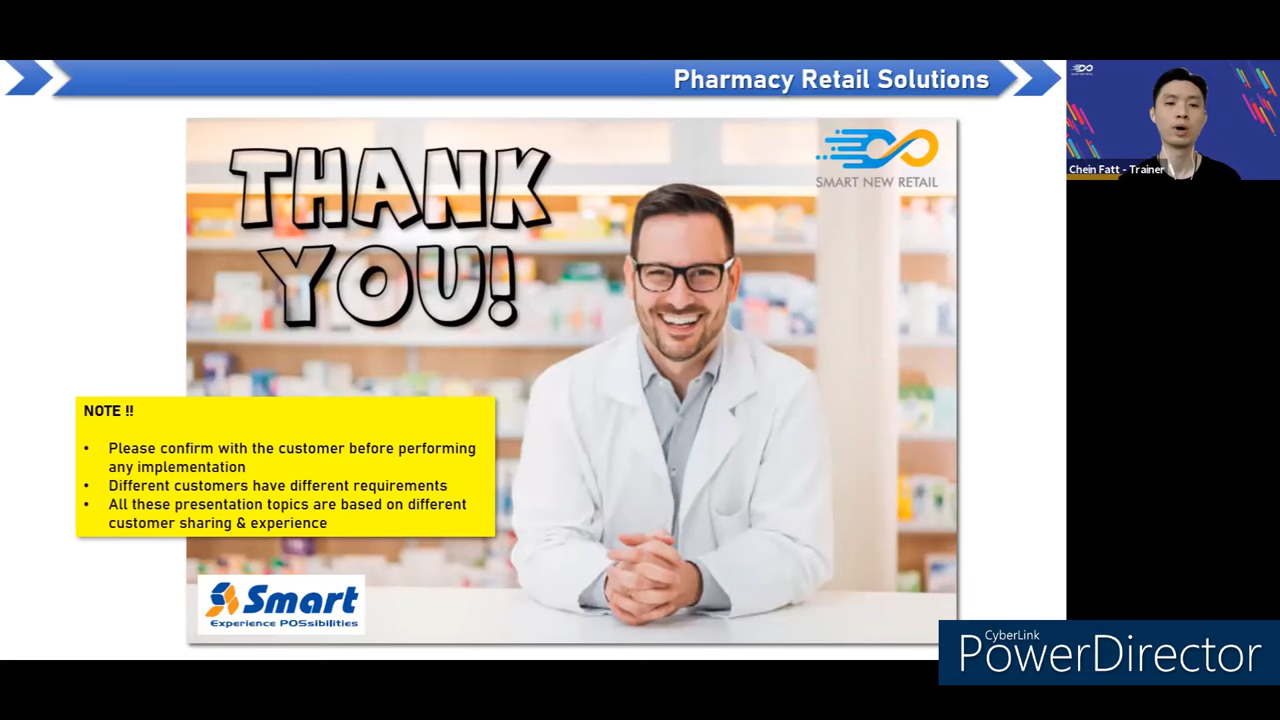 Pharmacy Retail Solutions
THANK
YOU!
SMART NEW RETAIL
Chein Fatt - Trainer
NOTE !!
• Please confirm with the customer before performing
any implementation
• Different customers have different requirements
• All these presentation topics are based on different
customer sharing & experience
Smart
Experience POSsibilities
CyberLink
PowerDirector